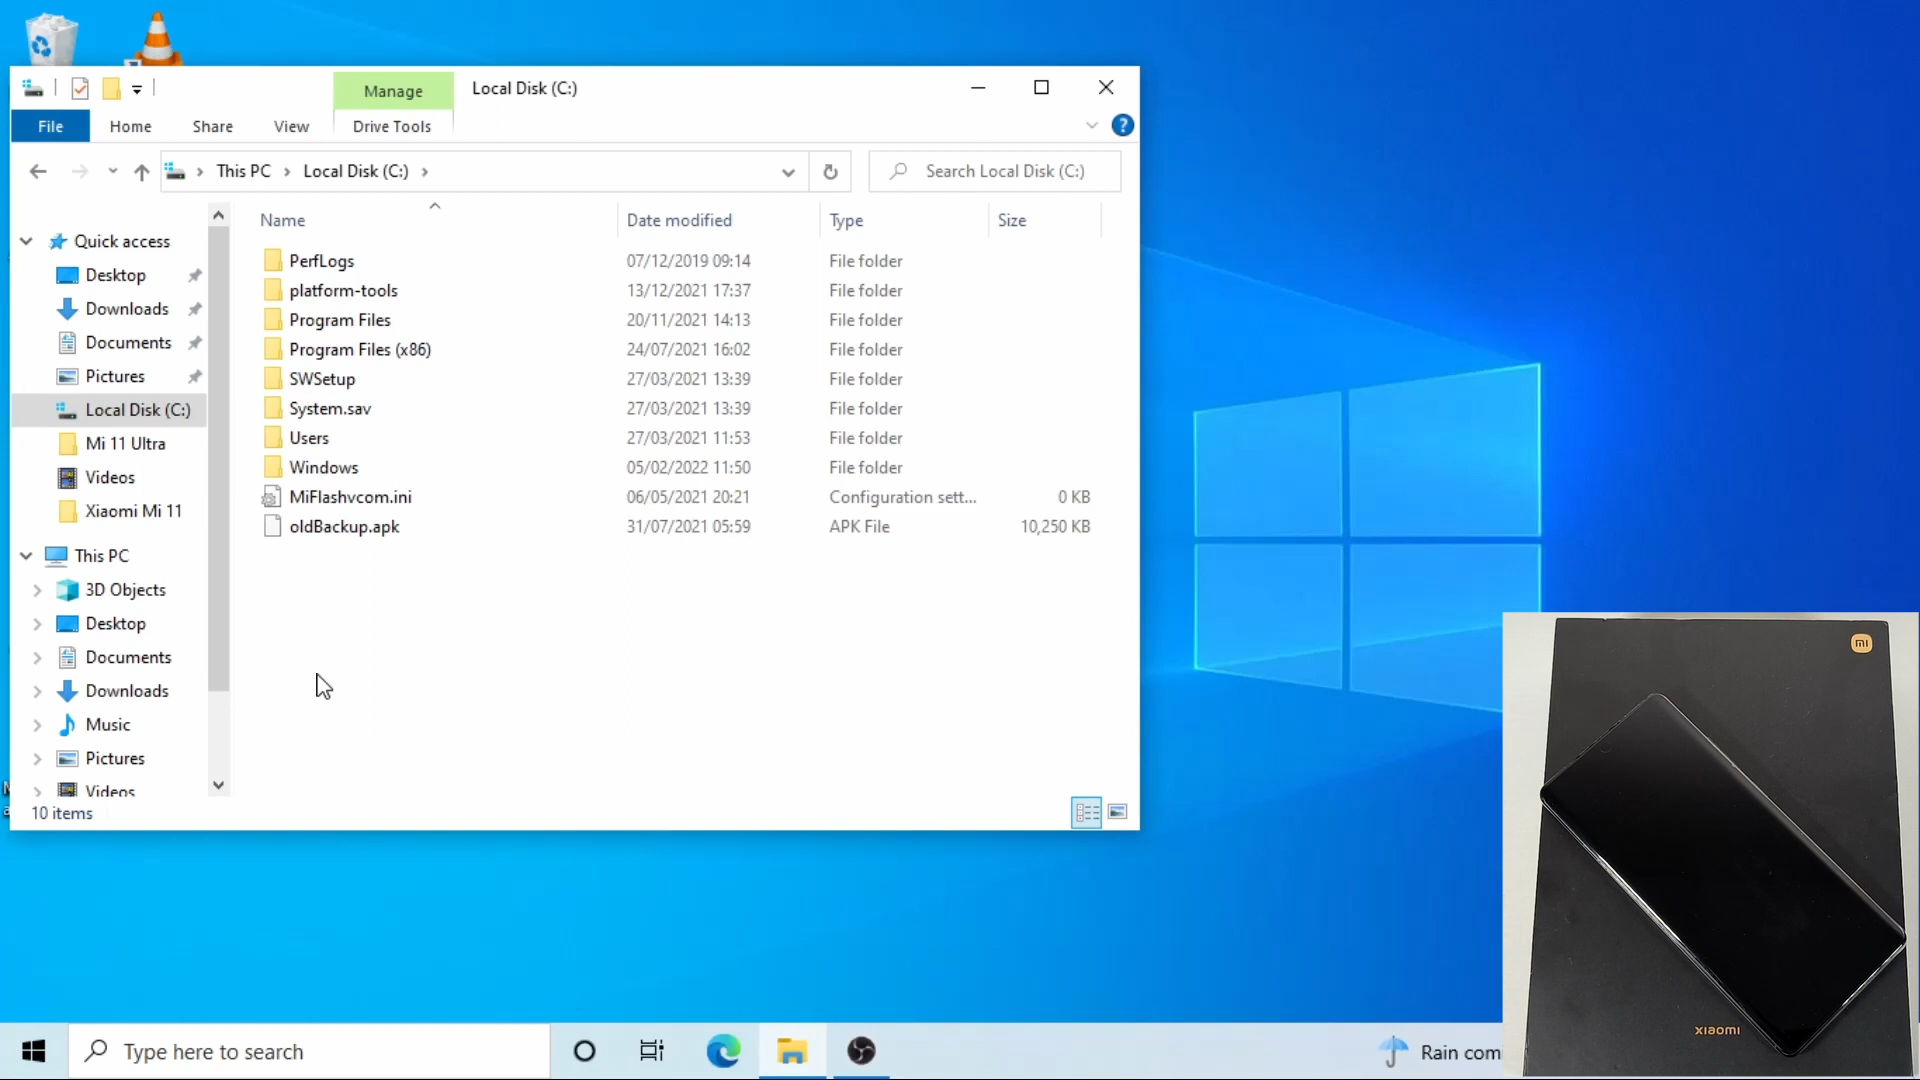 Manage
Local Disk (C:)
File
Home
Share
View
Drive Tools
This PC
Local Disk (C:)
Search Local Disk (C:)
Name
Date modified
Type
Size
Quick access
Desktop
Downloads
Documents
Pictures
Local Disk (C:)
Mi 11 Ultra
Videos
Xiaomi Mi 11
This PC
3D Objects
Desktop
Documents
Downloads
Music
Pictures
Videos
PerfLogs 07/12/2019 09:14 File folder
platform-tools 13/12/2021 17:37 File folder
Program Files 20/11/2021 14:13 File folder
Program Files (x86) 24/07/2021 16:02 File folder
SWSetup 27/03/2021 13:39 File folder
System.sav 27/03/2021 13:39 File folder
Users 27/03/2021 11:53 File folder
Windows 05/02/2022 11:50 File folder
MiFlashvcom.ini 06/05/2021 20:21 Configuration sett... 0 KB
oldBackup.apk 31/07/2021 05:59 APK File 10,250 KB
10 items
mi
xiaomi
Type here to search
Rain comi